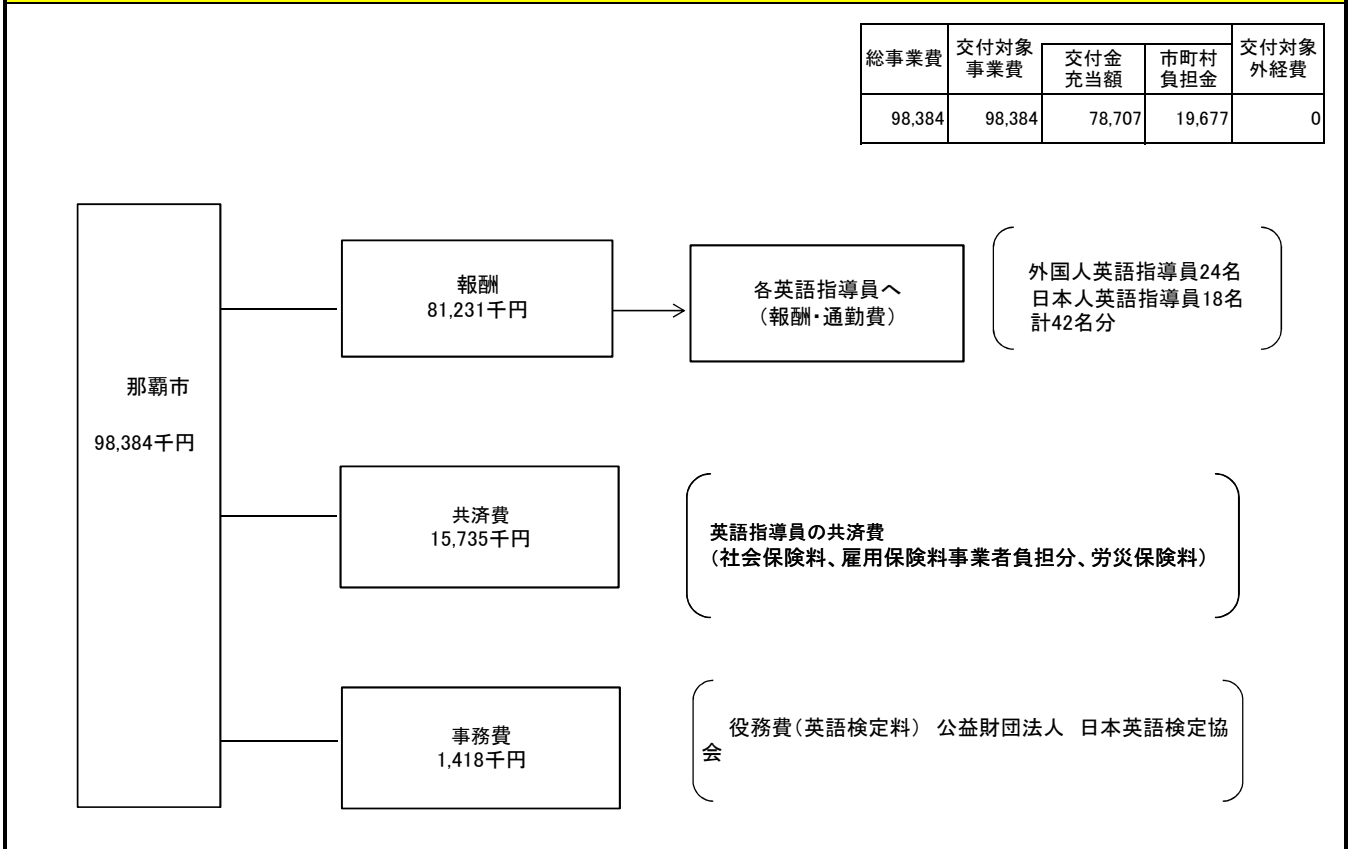 総事業費
交付対象
事業費
交付金
充当額
市町村
負担金
交付対象
外経費
98,384
98,384
78,707
19,677
0
那覇市
98,384千円
報酬
81,231千円
各英語指導員へ
（報酬・通勤費）
外国人英語指導員24名
日本人英語指導員18名
計42名分
共済費
15,735千円
英語指導員の共済費
（社会保険料、雇用保険料事業者負担分、労災保険料）
事務費
1,418千円
役務費（英語検定料）　公益財団法人　日本英語検定協
会